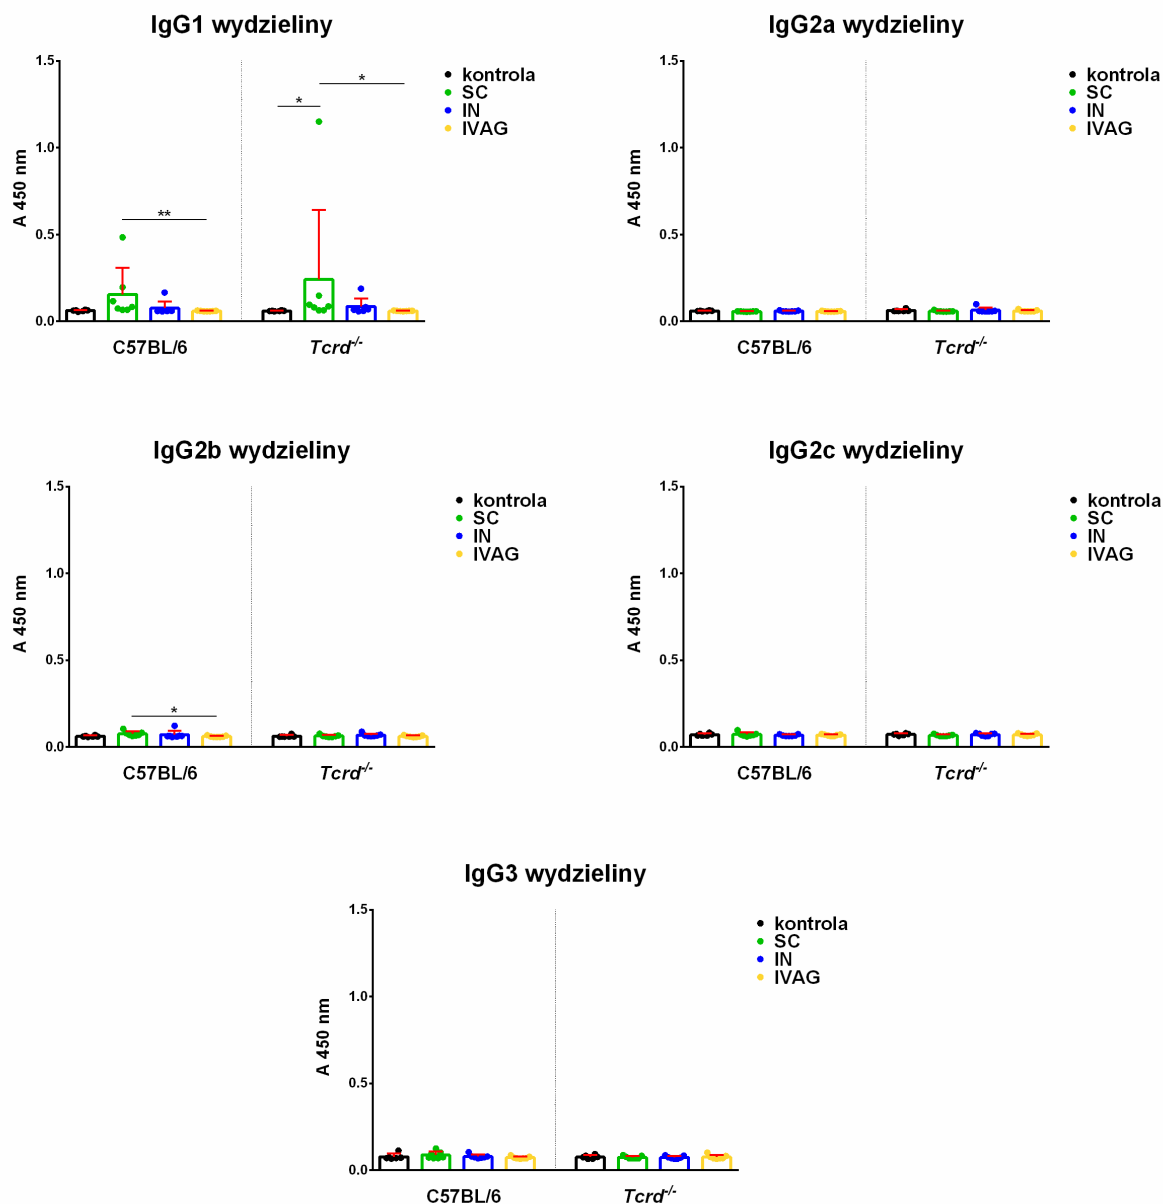 IgG1 wydzieliny
A 450 nm
1.5
1.0
0.5
0.0
*
*
**
kontrola
SC
IN
IVAG
C57BL/6
Tcrd-/-
IgG2a wydzieliny
A 450 nm
1.5
1.0
0.5
0.0
kontrola
SC
IN
IVAG
C57BL/6
Tcrd-/-
IgG2b wydzieliny
A 450 nm
1.5
1.0
0.5
0.0
*
kontrola
SC
IN
IVAG
C57BL/6
Tcrd-/-
IgG2c wydzieliny
A 450 nm
1.5
1.0
0.5
0.0
kontrola
SC
IN
IVAG
C57BL/6
Tcrd-/-
IgG3 wydzieliny
A 450 nm
1.5
1.0
0.5
0.0
kontrola
SC
IN
IVAG
C57BL/6
Tcrd-/-